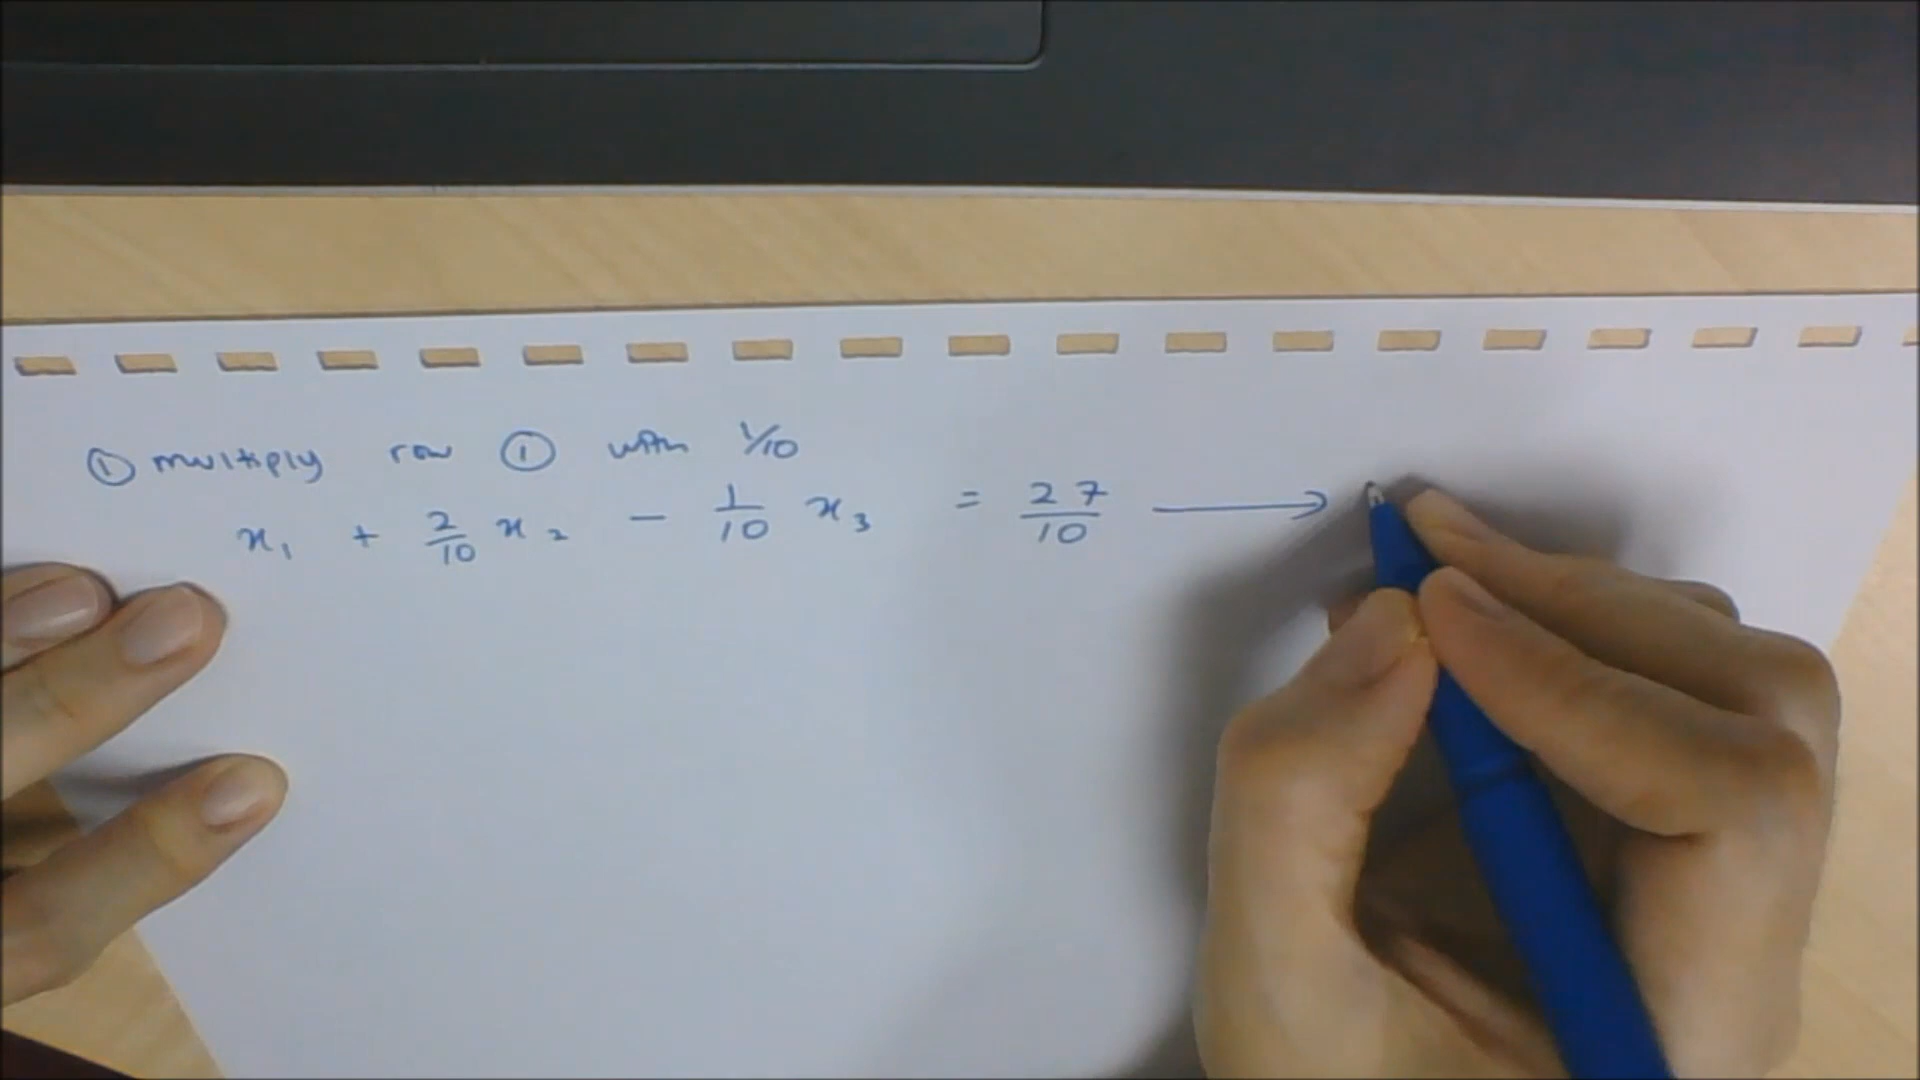 ① multiply row ① with 1/10
x₁ + 2/10 x₂ - 1/10 x₃ = 27/10 →